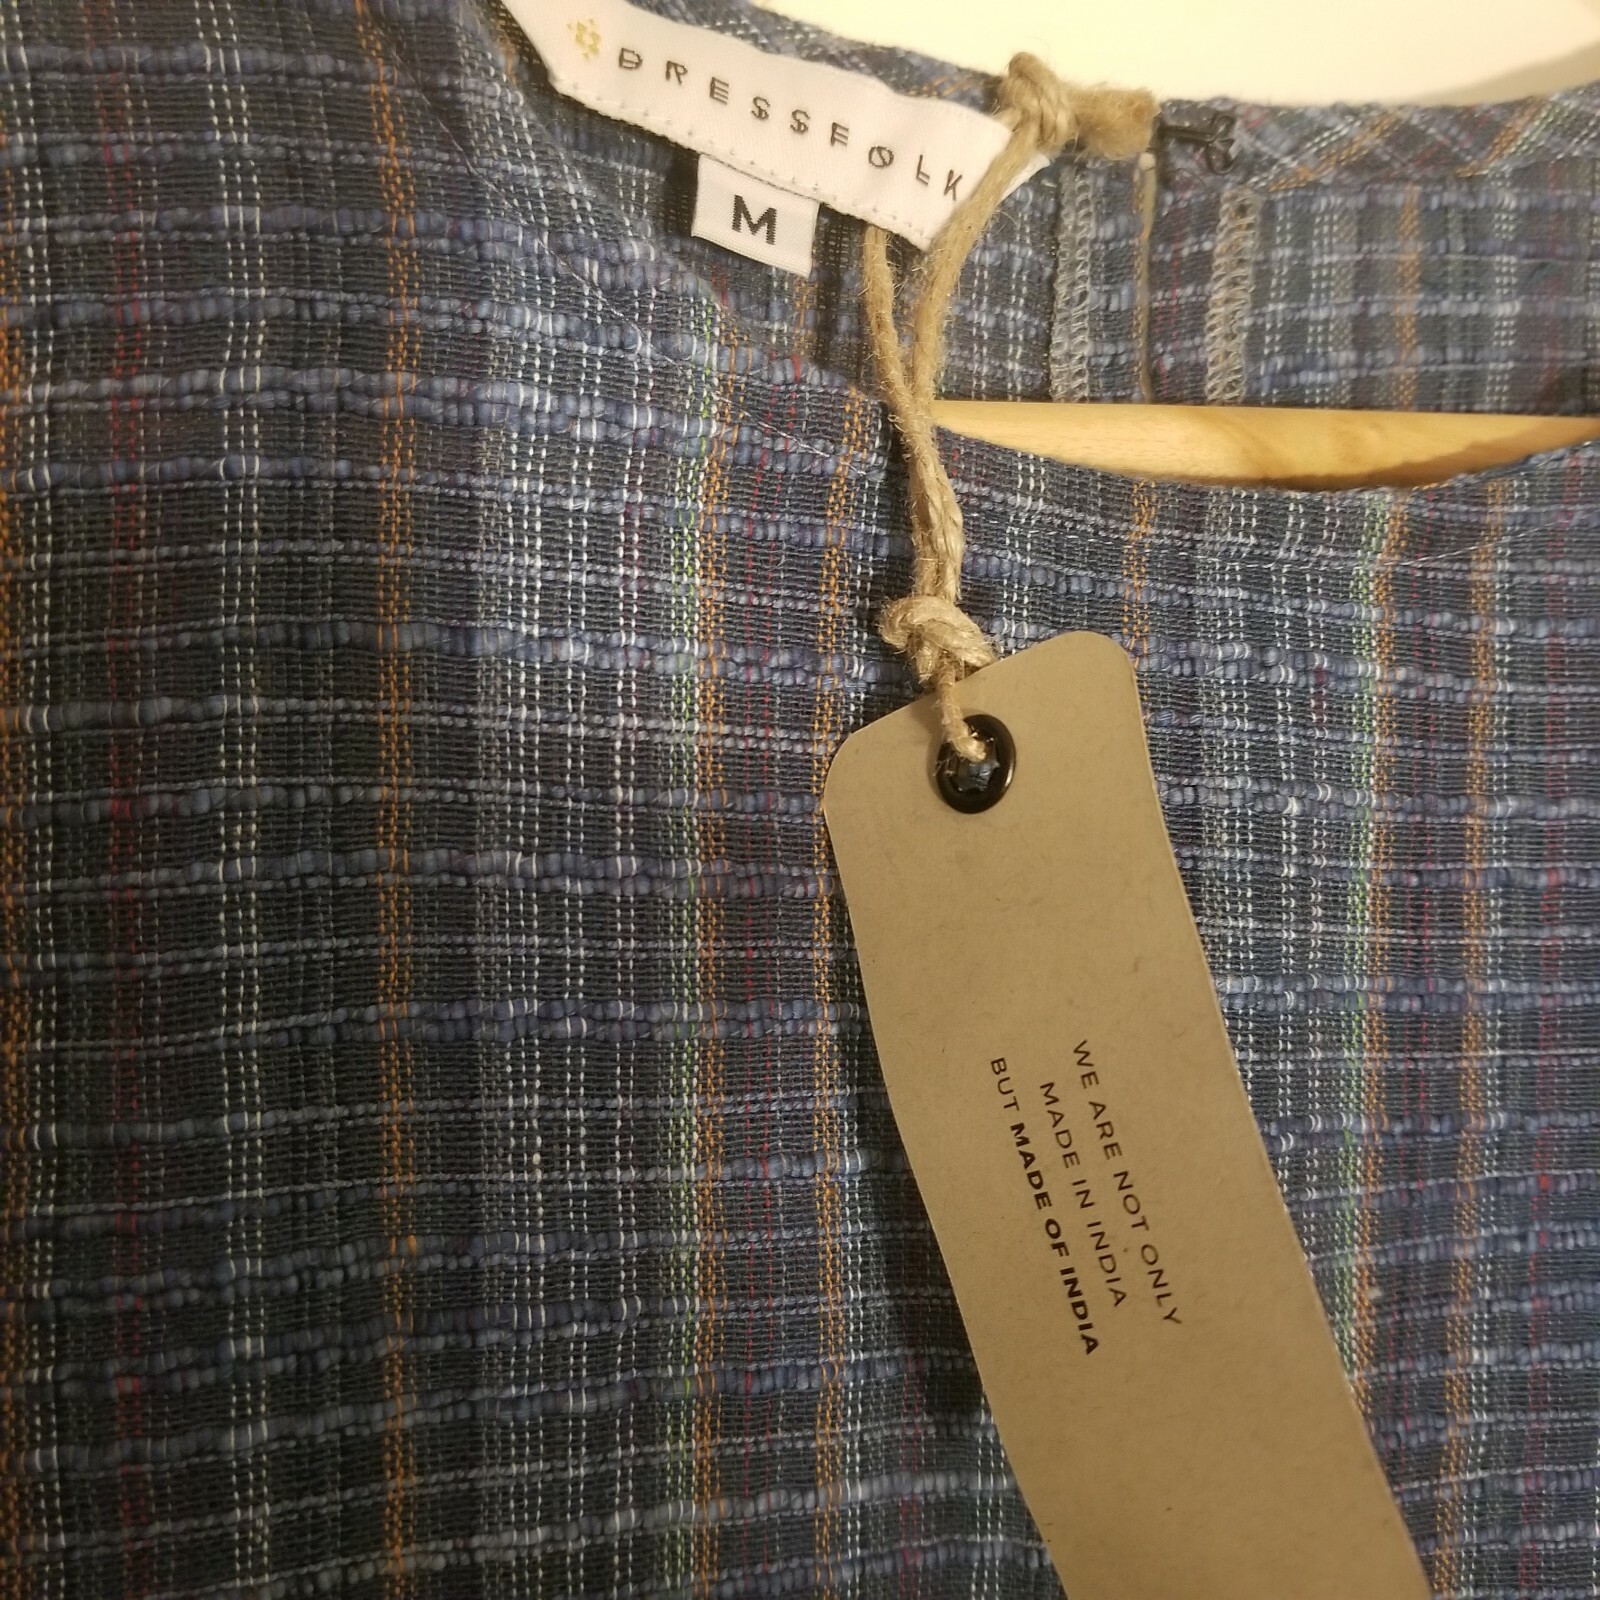 DRESSFOLK
M
WE ARE NOT ONLY
MADE IN INDIA
BUT MADE OF INDIA